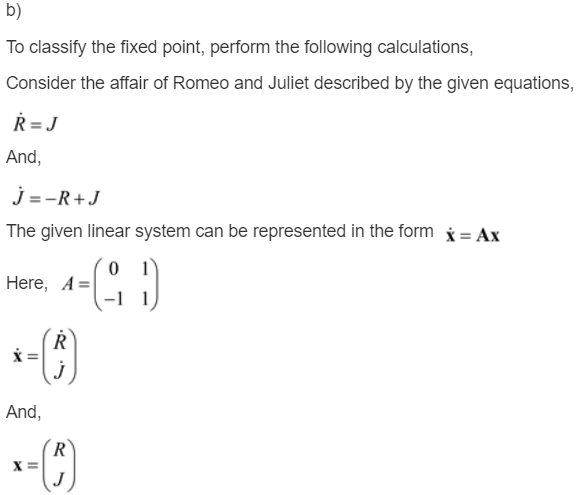 b)
To classify the fixed point, perform the following calculations,
Consider the affair of Romeo and Juliet described by the given equations,
Ṙ = J
And,
J̇ = −R + J
The given linear system can be represented in the form ẋ = Ax
Here, A = (0 1; −1 1)
ẋ = (Ṙ; J̇)
And,
x = (R; J)